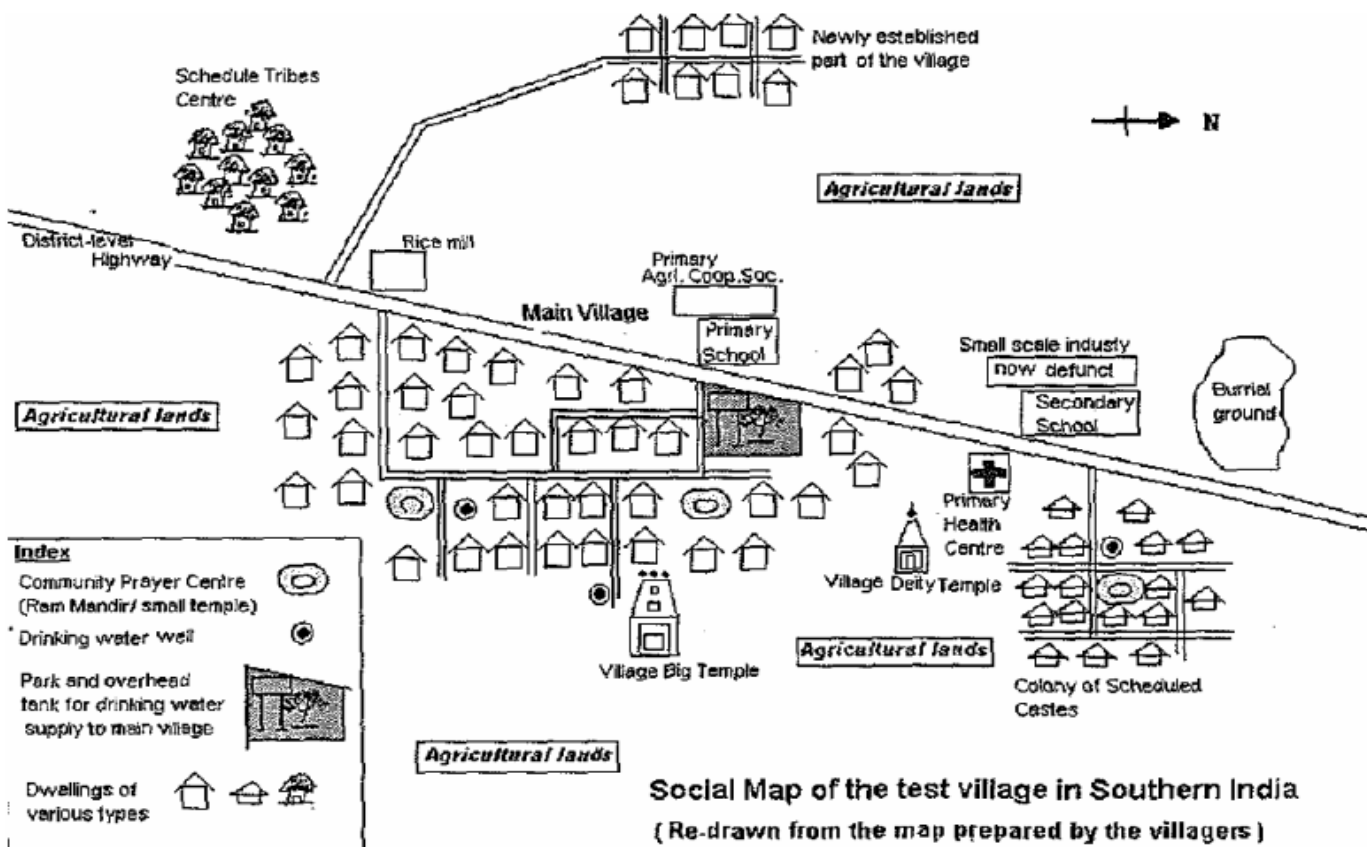 Newly established
part of the village
Schedule Tribes
Centre
N
Agricultural lands
District-level
Highway
Rice mill
Primary
Agri. Coop. Soc.
Main Village
Primary
School
Small scale industy
now defunct
Secondary
School
Burrial
ground
Agricultural lands
Primary
Health
Centre
Village Deity Temple
Village Big Temple
Agricultural lands
Colony of Scheduled
Castes
Agricultural lands
Index
Community Prayer Centre
(Ram Mandir/ small temple)
Drinking water well
Park and overhead
tank for drinking water
supply to main village
Dwellings of
various types
Social Map of the test village in Southern India
( Re-drawn from the map prepared by the villagers )